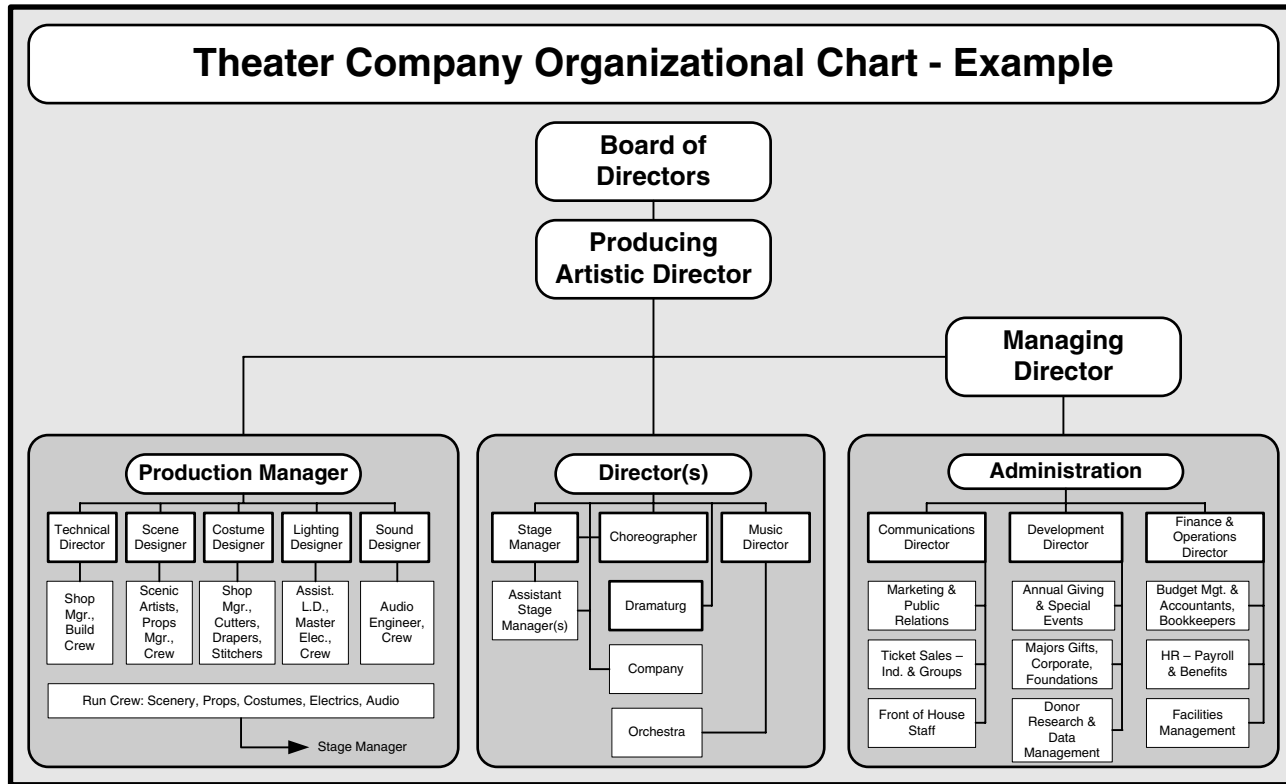 Theater Company Organizational Chart - Example
Board of
Directors
Producing
Artistic Director
Managing
Director
Production Manager
Technical
Director
Scene
Designer
Costume
Designer
Lighting
Designer
Sound
Designer
Shop
Mgr.,
Build
Crew
Scenic
Artists,
Props
Mgr.,
Crew
Shop
Mgr.,
Cutters,
Drapers,
Stitchers
Assist.
L.D.,
Master
Elec.,
Crew
Audio
Engineer,
Crew
Run Crew: Scenery, Props, Costumes, Electrics, Audio
Stage Manager
Director(s)
Stage
Manager
Choreographer
Music
Director
Assistant
Stage
Manager(s)
Dramaturg
Company
Orchestra
Administration
Communications
Director
Development
Director
Finance &
Operations
Director
Marketing &
Public
Relations
Annual Giving
& Special
Events
Budget Mgt. &
Accountants,
Bookkeepers
Ticket Sales –
Ind. & Groups
Majors Gifts,
Corporate,
Foundations
HR – Payroll
& Benefits
Front of House
Staff
Donor
Research &
Data
Management
Facilities
Management